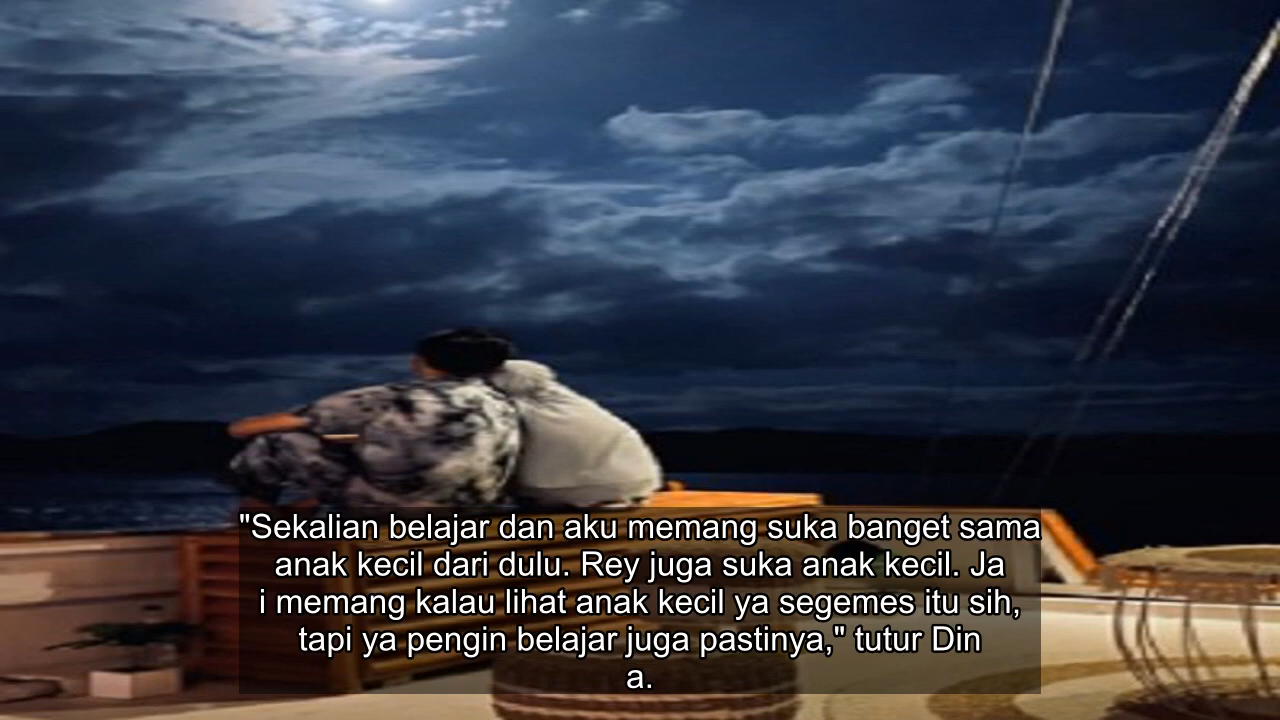 "Sekalian belajar dan aku memang suka banget sama
anak kecil dari dulu. Rey juga suka anak kecil. Ja
i memang kalau lihat anak kecil ya segemes itu sih,
tapi ya pengin belajar juga pastinya," tutur Din
a.